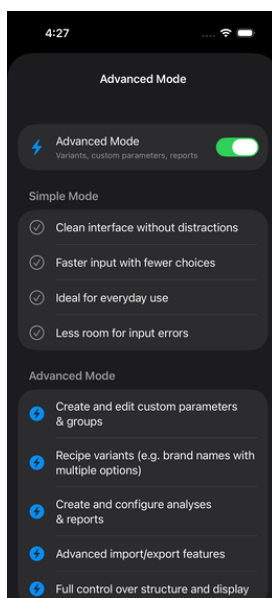 4:27
Advanced Mode
Advanced Mode
Variants, custom parameters, reports
Simple Mode
Clean interface without distractions
Faster input with fewer choices
Ideal for everyday use
Less room for input errors
Advanced Mode
Create and edit custom parameters
& groups
Recipe variants (e.g. brand names with
multiple options)
Create and configure analyses
& reports
Advanced import/export features
Full control over structure and display